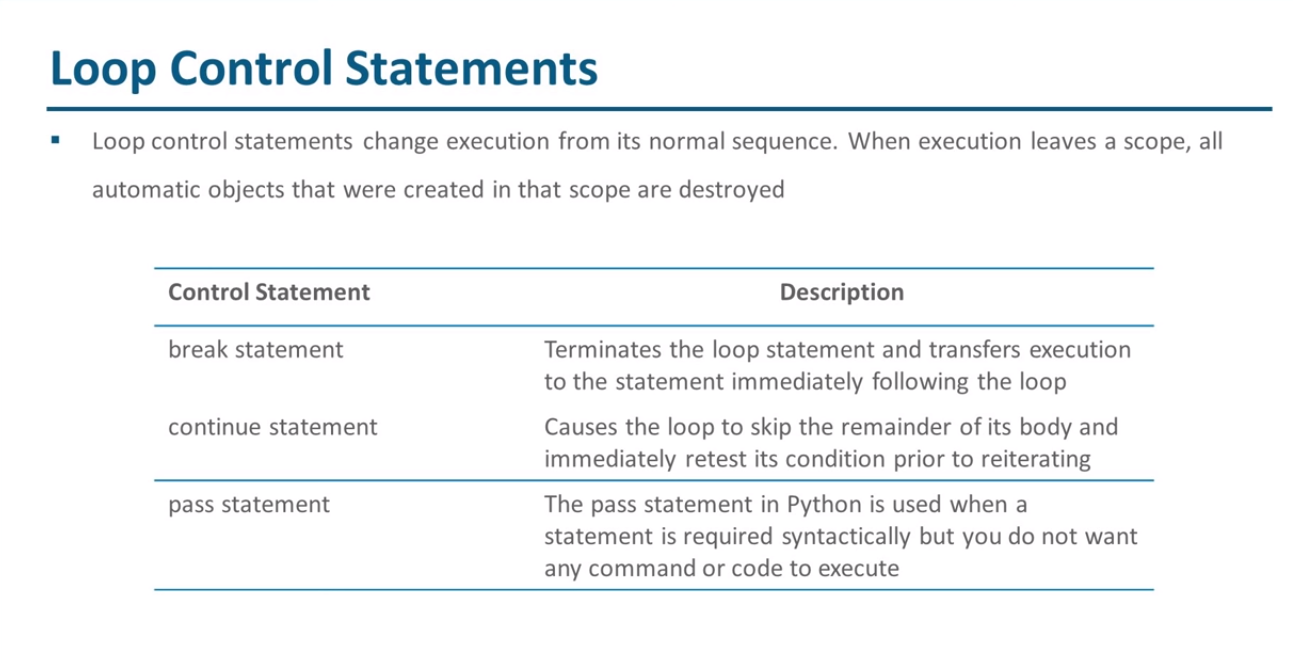 Loop Control Statements
▪ Loop control statements change execution from its normal sequence. When execution leaves a scope, all
automatic objects that were created in that scope are destroyed
Control Statement Description
break statement Terminates the loop statement and transfers execution
to the statement immediately following the loop
continue statement Causes the loop to skip the remainder of its body and
immediately retest its condition prior to reiterating
pass statement The pass statement in Python is used when a
statement is required syntactically but you do not want
any command or code to execute